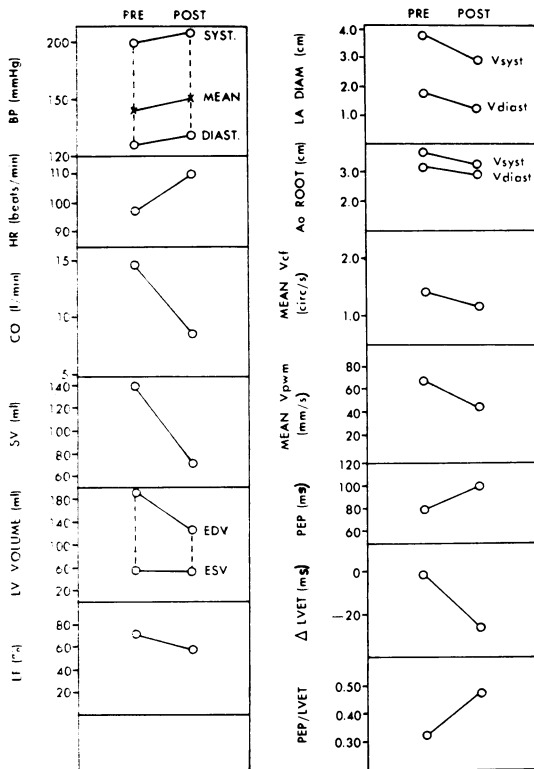 PRE POST
BP (mmHg)
200
150
120
SYST.
MEAN
DIAST.
HR (beats/min)
110
100
90
CO (l/min)
15
10
5
SV (ml)
140
120
100
80
60
LV VOLUME (ml)
180
140
100
60
20
EDV
ESV
80
60
40
20
PRE POST
LA DIAM (cm)
4.0
3.0
2.0
1.0
Vsyst
Vdiast
Ao ROOT (cm)
3.0
2.0
Vsyst
Vdiast
MEAN Vcf
(circ/s)
2.0
1.0
MEAN Vpwm
(mm/s)
80
60
40
20
PEP (ms)
120
100
80
60
Δ LVET (ms)
0
−20
PEP/LVET
0.50
0.40
0.30